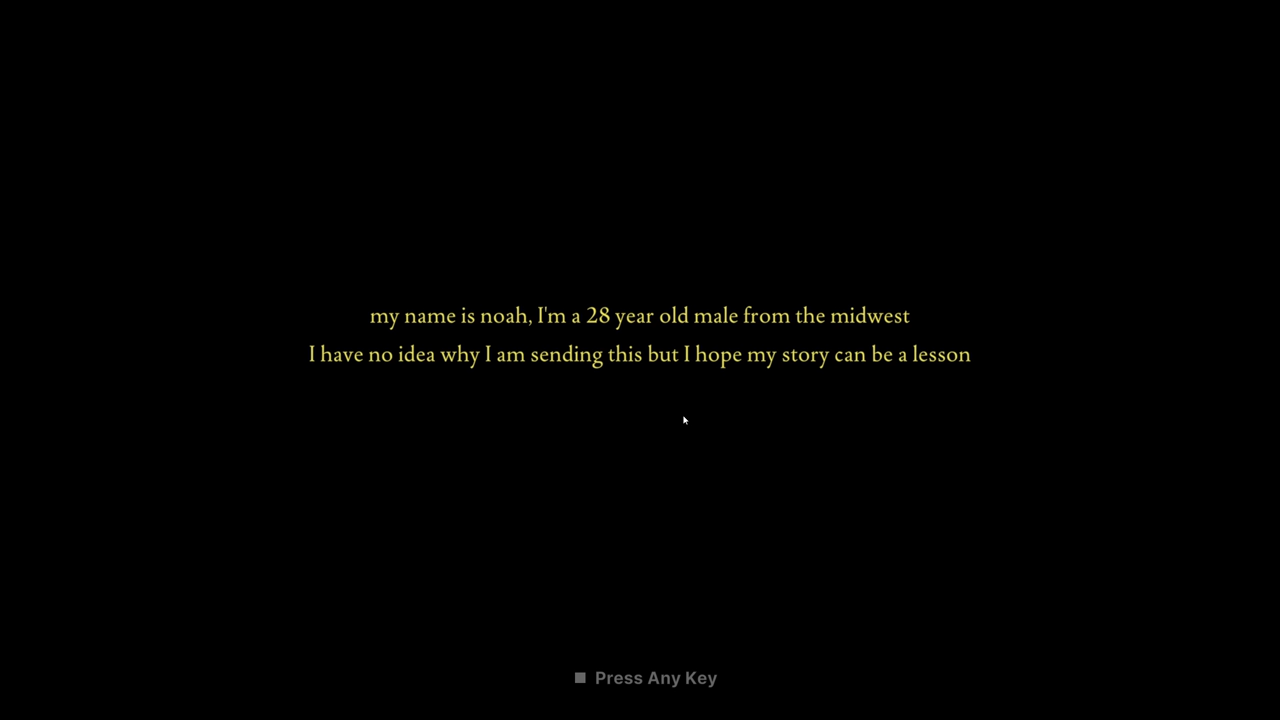 my name is noah, I'm a 28 year old male from the midwest
I have no idea why I am sending this but I hope my story can be a lesson
Press Any Key